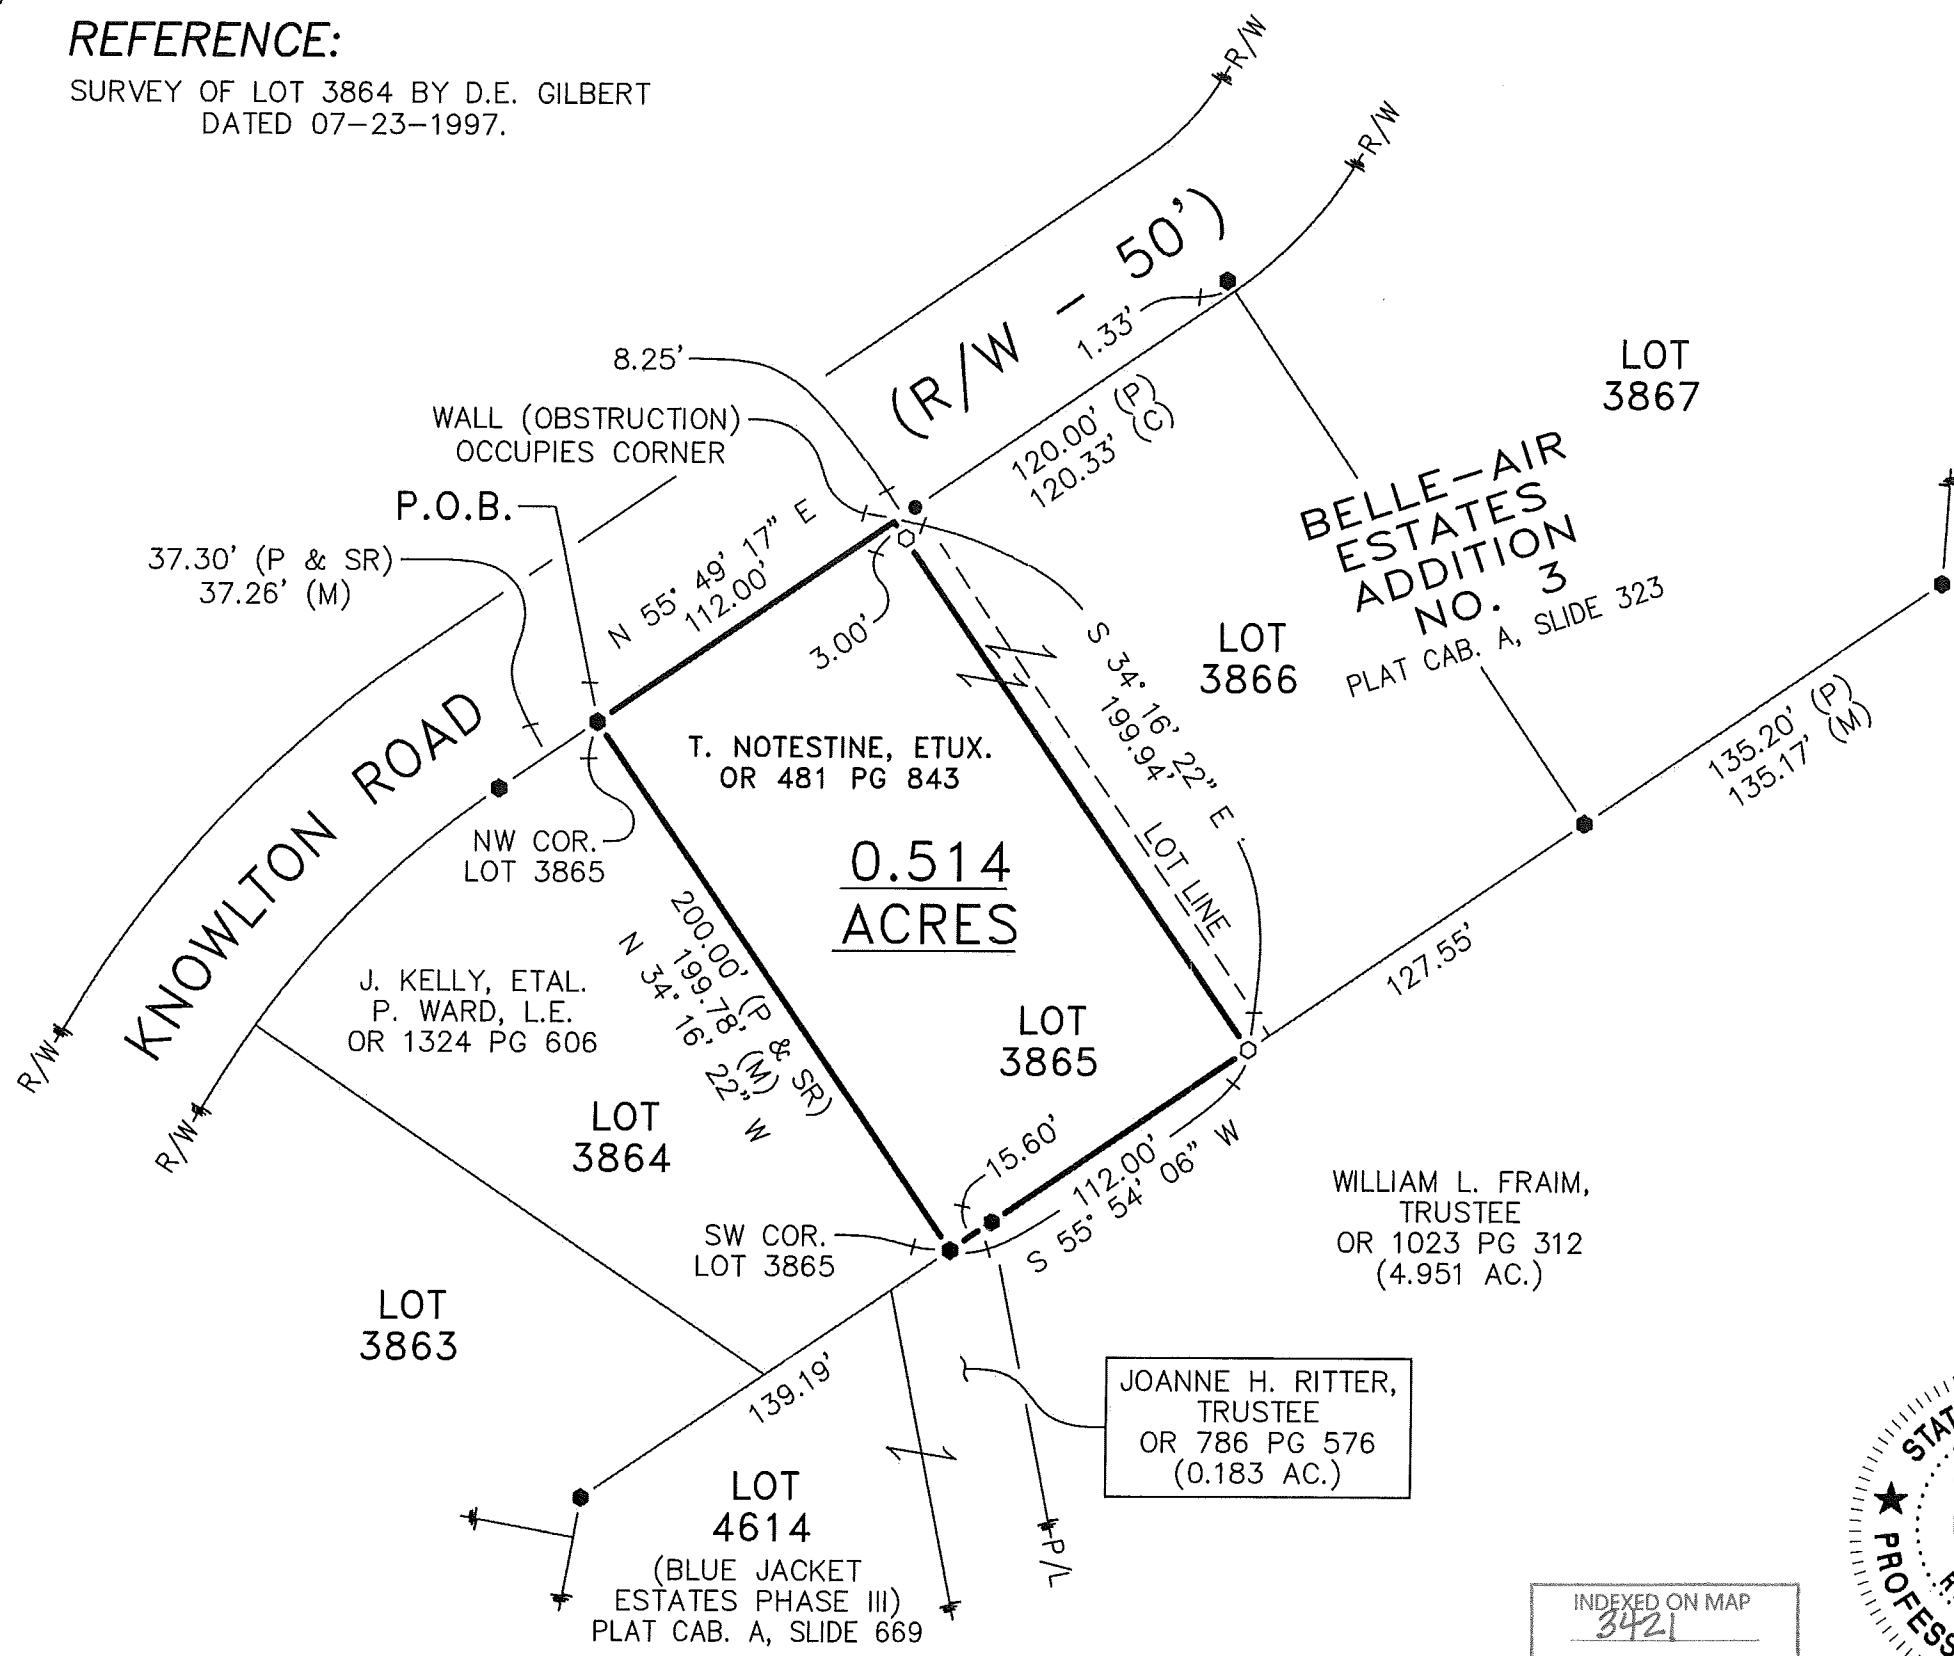 REFERENCE:
SURVEY OF LOT 3864 BY D.E. GILBERT
DATED 07-23-1997.
R/W
R/W
(R/W - 50')
1.33'
8.25'
WALL (OBSTRUCTION)
OCCUPIES CORNER
120.00' (P)
120.33' (C)
LOT
3867
P.O.B.
37.30' (P & SR)
37.26' (M)
N 55° 49' 17" E
112.00'
3.00'
BELLE-AIR
ESTATES
ADDITION
NO. 3
PLAT CAB. A, SLIDE 323
LOT
3866
S 34° 16' 22" E
199.94'
KNOWLTON ROAD
T. NOTESTINE, ETUX.
OR 481 PG 843
135.20' (P)
135.17' (M)
NW COR.
LOT 3865
0.514
ACRES
LOT LINE
127.55'
200.00' (P & SR)
199.78' (M)
N 34° 16' 22" W
J. KELLY, ETAL.
P. WARD, L.E.
OR 1324 PG 606
LOT
3865
R/W
R/W
LOT
3864
15.60'
112.00'
S 55° 54' 06" W
WILLIAM L. FRAIM,
TRUSTEE
OR 1023 PG 312
(4.951 AC.)
SW COR.
LOT 3865
LOT
3863
139.19'
JOANNE H. RITTER,
TRUSTEE
OR 786 PG 576
(0.183 AC.)
LOT
4614
(BLUE JACKET
ESTATES PHASE III)
PLAT CAB. A, SLIDE 669
P/L
STAT
PROFESS
INDEXED ON MAP
3421